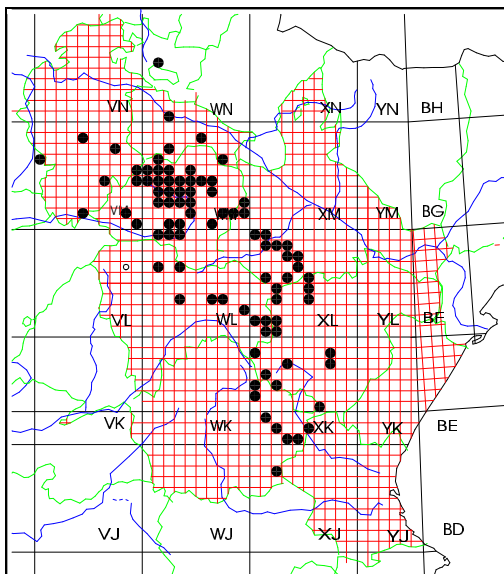 VN WN XN YN BH
VM XM YM BG
VL WL XL YL BF
VK WK XK YK BE
VJ WJ XJ YJ BD